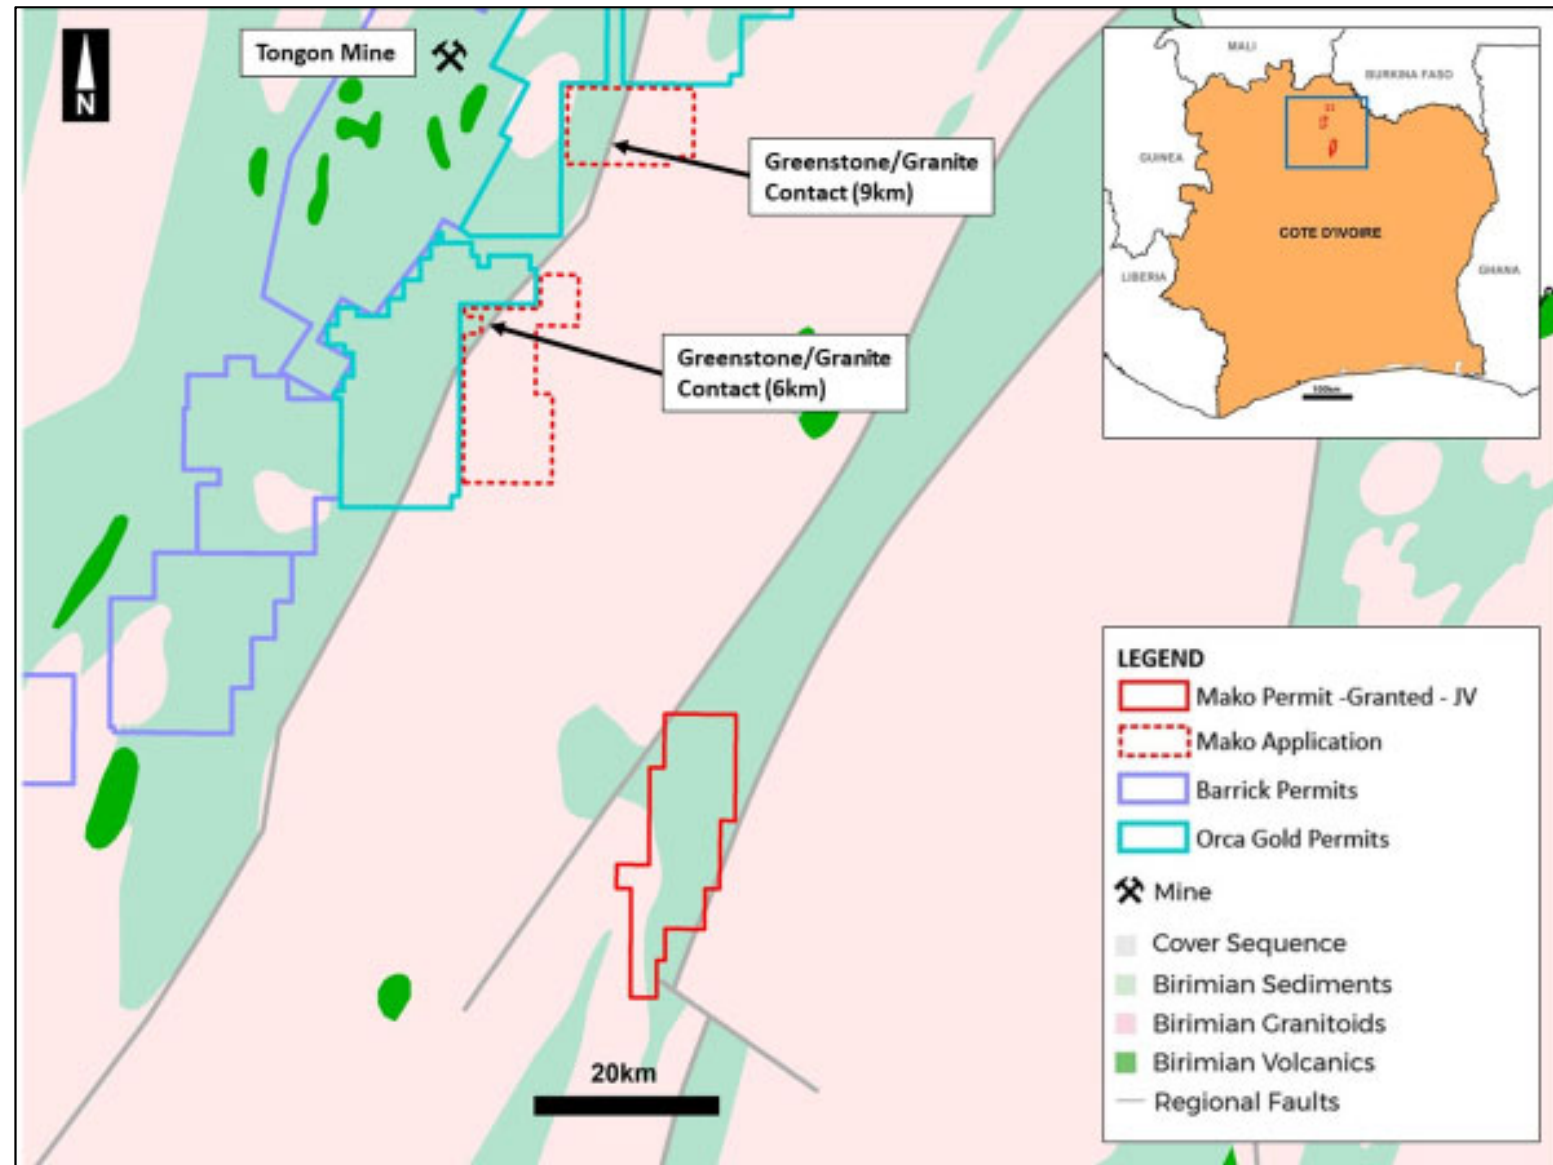 N
Tongon Mine
Greenstone/Granite
Contact (9km)
Greenstone/Granite
Contact (6km)
20km
MALI
BURKINA FASO
GUINEA
COTE D'IVOIRE
LIBERIA
GHANA
100km
LEGEND
Mako Permit -Granted - JV
Mako Application
Barrick Permits
Orca Gold Permits
Mine
Cover Sequence
Birimian Sediments
Birimian Granitoids
Birimian Volcanics
Regional Faults